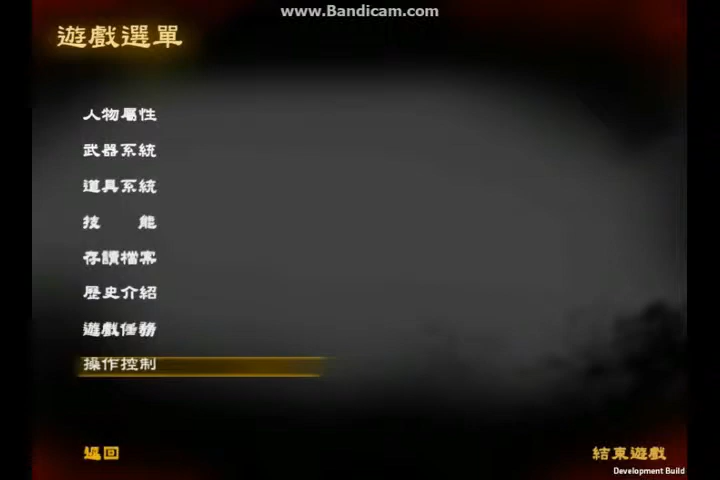 www.Bandicam.com
遊戲選單
人物屬性
武器系統
道具系統
技 能
存讀檔案
歷史介紹
遊戲任務
操作控制
返回
結束遊戲
Development Build